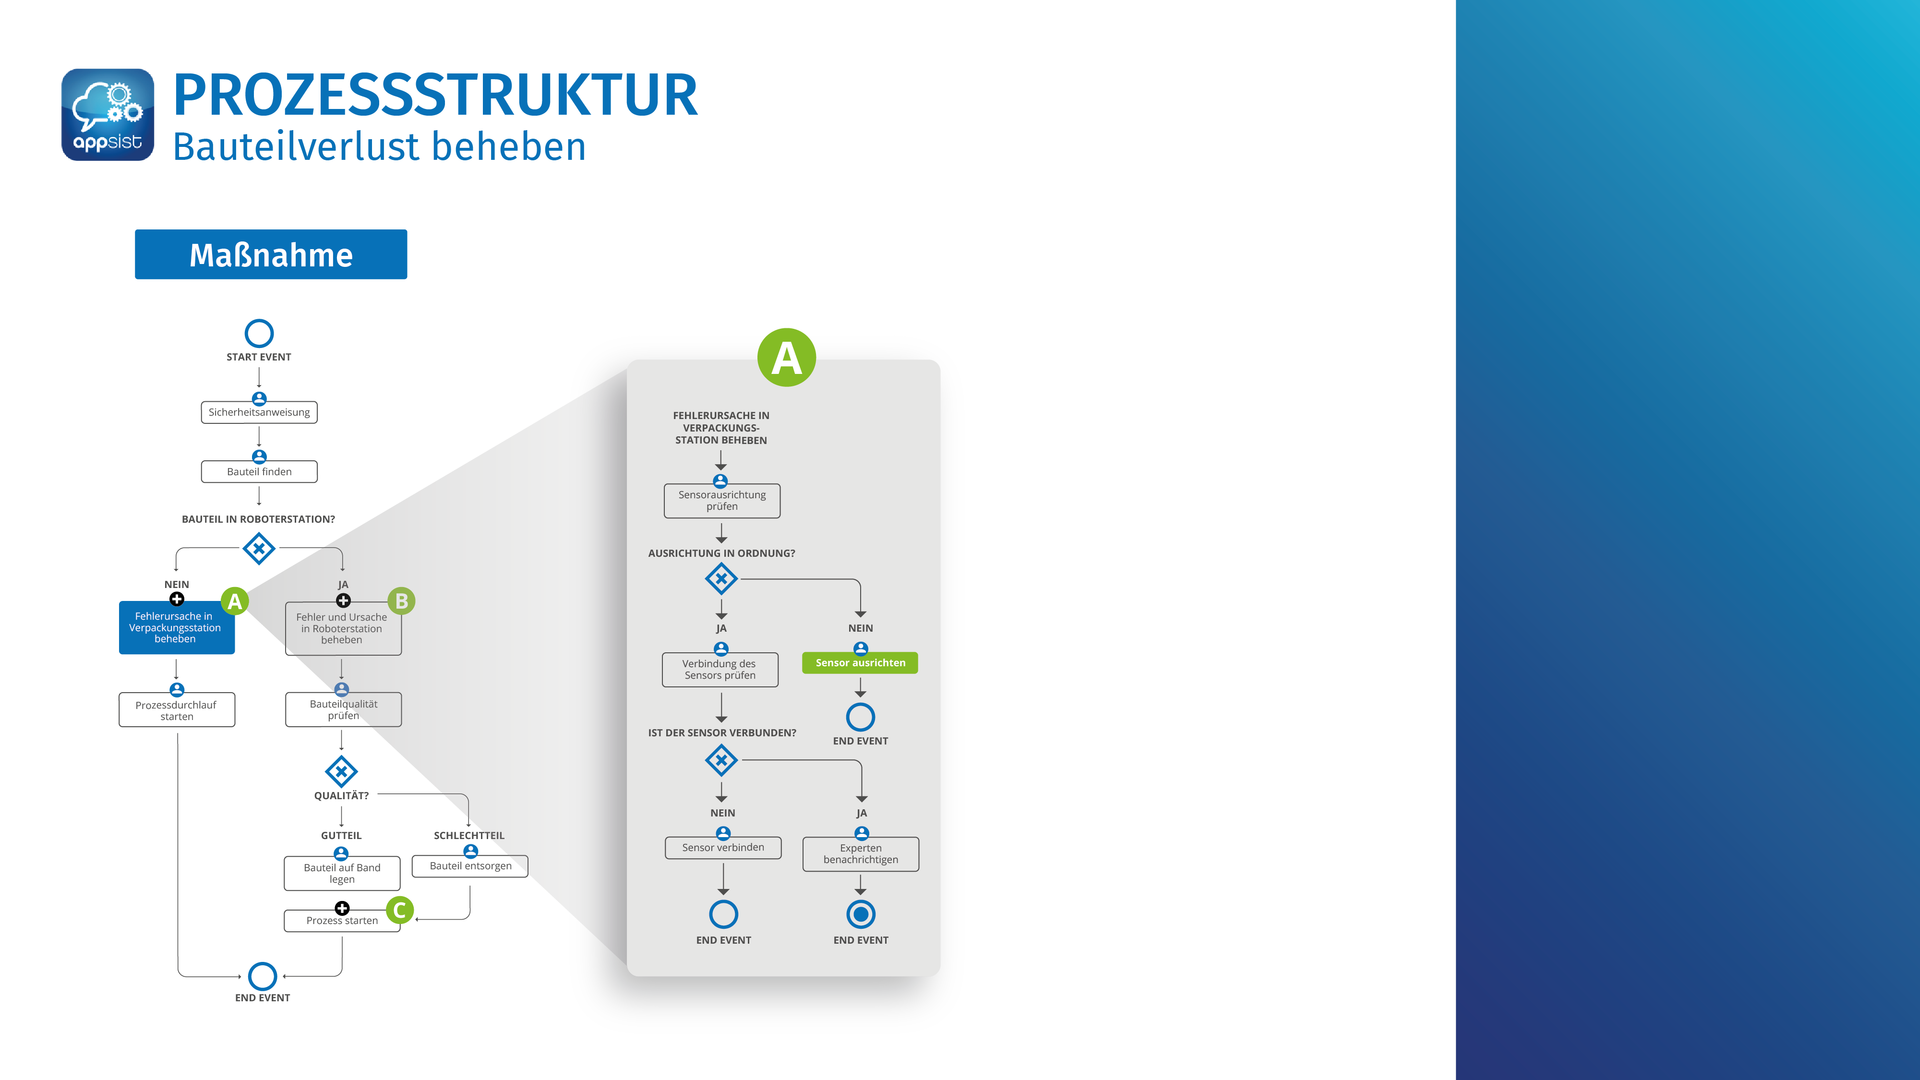 appsist
PROZESSSTRUKTUR
Bauteilverlust beheben
Maßnahme
START EVENT
Sicherheitsanweisung
Bauteil finden
BAUTEIL IN ROBOTERSTATION?
NEIN
JA
A
Fehlerursache in
Verpackungsstation
beheben
B
Fehler und Ursache
in Roboterstation
beheben
Prozessdurchlauf
starten
Bauteilqualität
prüfen
QUALITÄT?
GUTTEIL
SCHLECHTTEIL
Bauteil auf Band
legen
Bauteil entsorgen
Prozess starten
C
END EVENT
A
FEHLERURSACHE IN
VERPACKUNGS-
STATION BEHEBEN
Sensorausrichtung
prüfen
AUSRICHTUNG IN ORDNUNG?
JA
NEIN
Verbindung des
Sensors prüfen
Sensor ausrichten
END EVENT
IST DER SENSOR VERBUNDEN?
NEIN
JA
Sensor verbinden
Experten
benachrichtigen
END EVENT
END EVENT